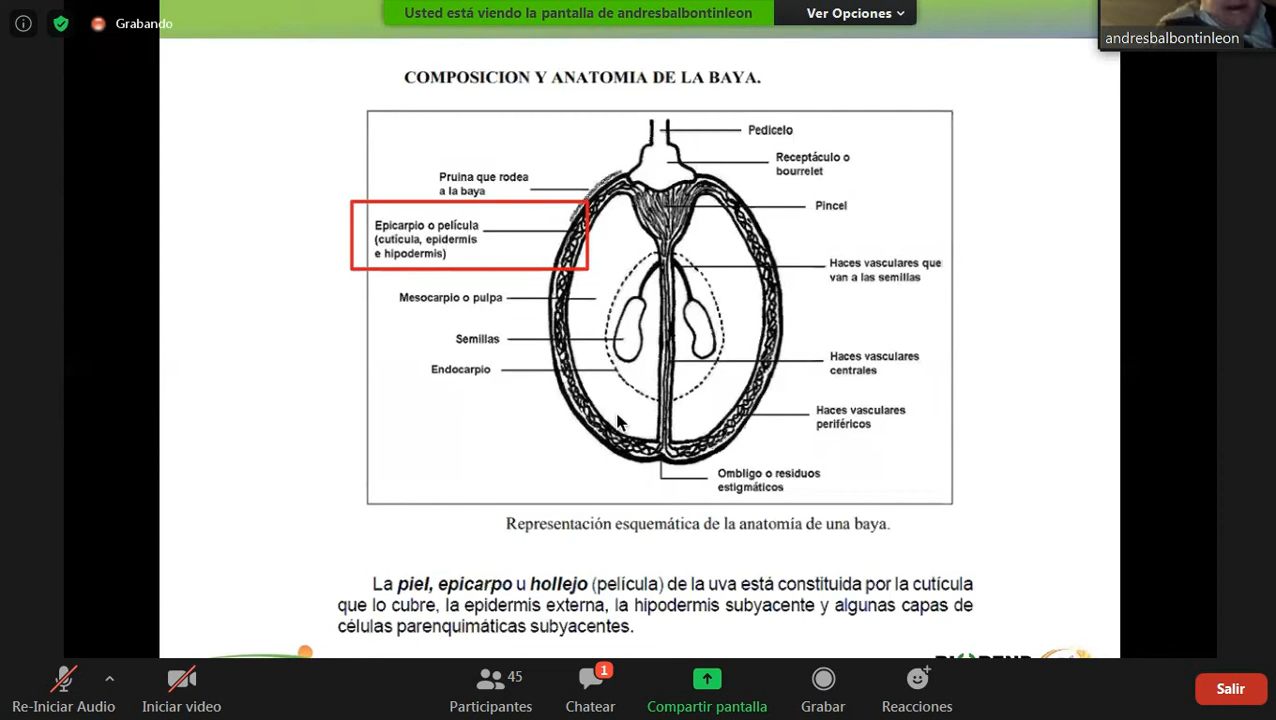 Grabando
Usted está viendo la pantalla de andresbalbontinleon
Ver Opciones
andresbalbontinleon
COMPOSICION Y ANATOMIA DE LA BAYA.
Pedicelo
Receptáculo o
bourrelet
Pruina que rodea
a la baya
Pincel
Epicarpio o película
(cutícula, epidermis
e hipodermis)
Haces vasculares que
van a las semillas
Mesocarpio o pulpa
Semillas
Haces vasculares
centrales
Endocarpio
Haces vasculares
periféricos
Ombligo o residuos
estigmáticos
Representación esquemática de la anatomía de una baya.
La piel, epicarpo u hollejo (película) de la uva está constituida por la cutícula
que lo cubre, la epidermis externa, la hipodermis subyacente y algunas capas de
células parenquimáticas subyacentes.
45
1
Re-Iniciar Audio
Iniciar video
Participantes
Chatear
Compartir pantalla
Grabar
Reacciones
Salir